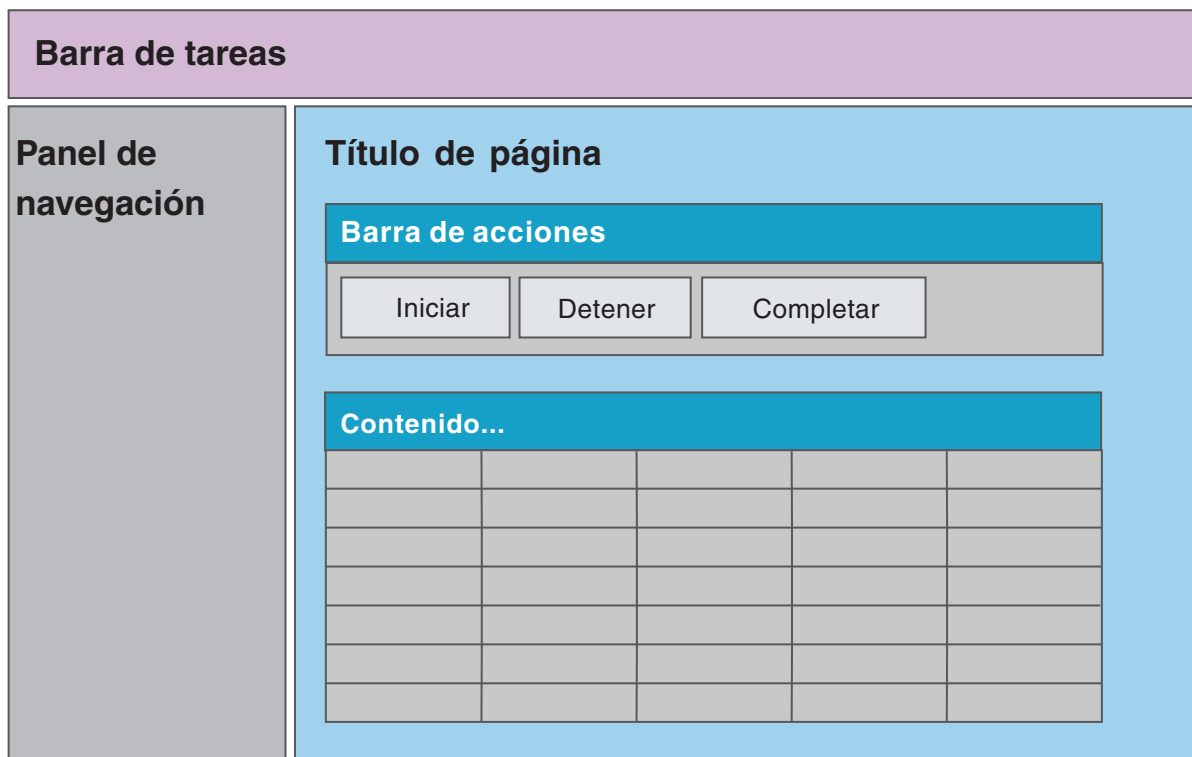 Barra de tareas
Panel de
navegación
Título de página
Barra de acciones
Iniciar Detener Completar
Contenido...